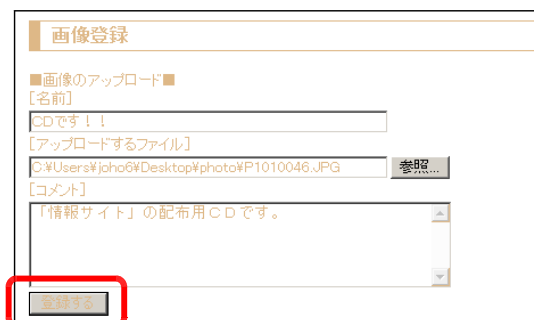 画像登録
■画像のアップロード■
[名前]
CDです！！
[アップロードするファイル]
C:¥Users¥joho6¥Desktop¥photo¥P1010046.JPG
参照...
[コメント]
「情報サイト」の配布用ＣＤです。
登録する